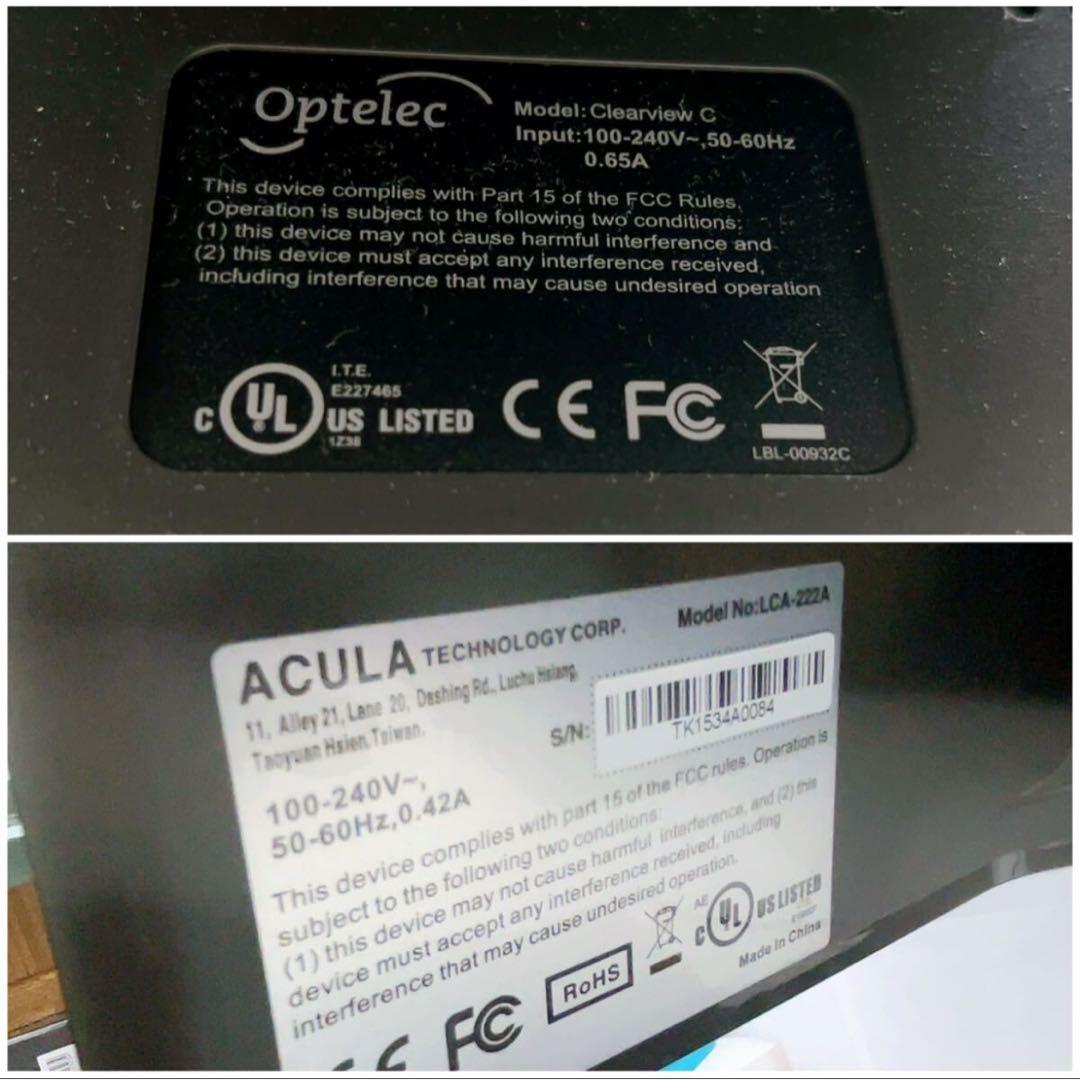 Optelec
Model: Clearview C
Input:100-240V~,50-60Hz
0.65A
This device complies with Part 15 of the FCC Rules.
Operation is subject to the following two conditions:
(1) this device may not cause harmful interference and
(2) this device must accept any interference received,
including interference that may cause undesired operation
I.T.E.
E227465
C UL US LISTED
1Z38
CE FC
LBL-00932C
ACULA TECHNOLOGY CORP.
Model No:LCA-222A
11, Alley 21, Lane 20, Dashing Rd., Luchu Hsiang,
Taoyuan Hsien, Taiwan.
S/N:
TK1534A0084
100-240V~,
50-60Hz,0.42A
This device complies with part 15 of the FCC rules. Operation is
subject to the following two conditions:
(1) this device may not cause harmful interference, and (2) this
device must accept any interference received, including
interference that may cause undesired operation.
CE FC
RoHS
AE
C UL US LISTED
Made in China